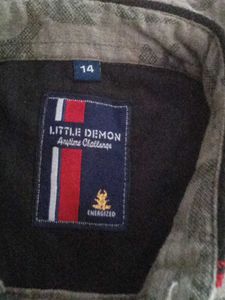 14
LITTLE DEMON
Anytime Challenge
ENERGIZED